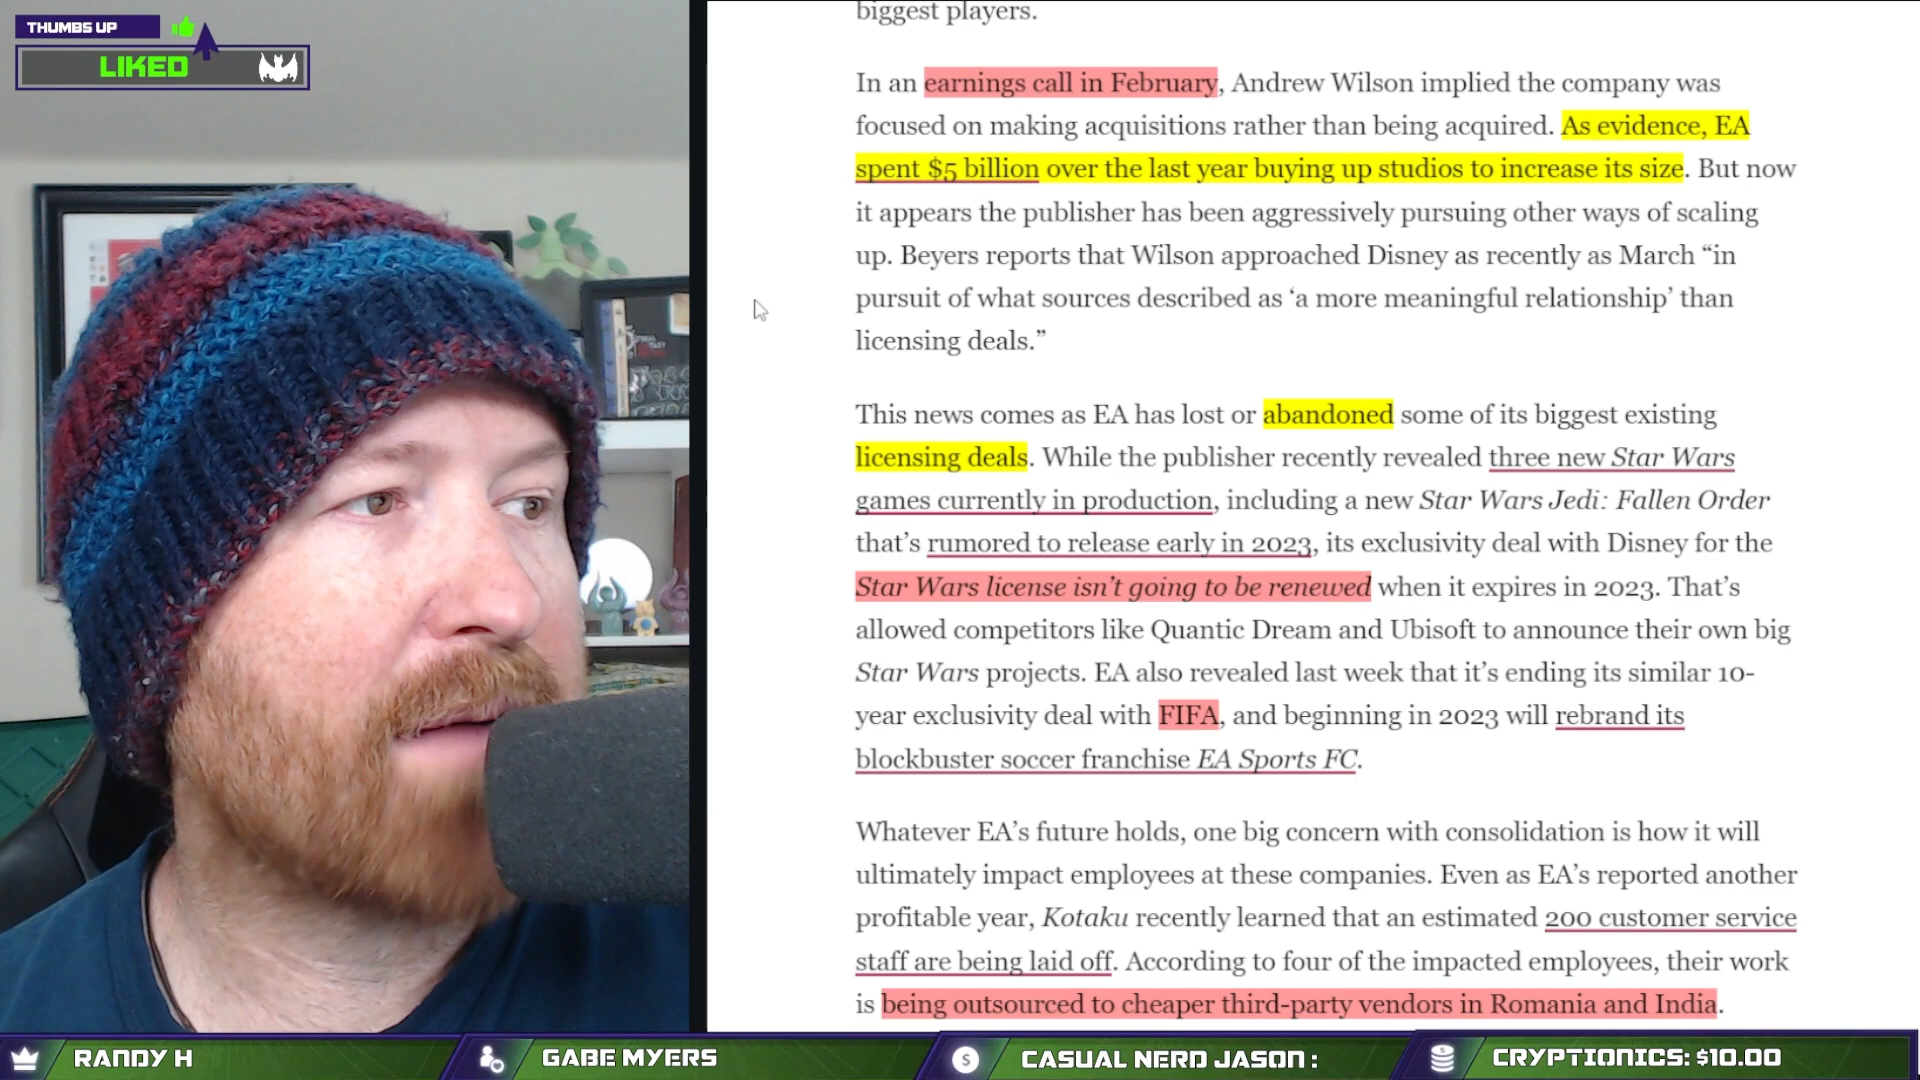 THUMBS UP
LIKED
biggest players.
In an earnings call in February, Andrew Wilson implied the company was
focused on making acquisitions rather than being acquired. As evidence, EA
spent $5 billion over the last year buying up studios to increase its size. But now
it appears the publisher has been aggressively pursuing other ways of scaling
up. Beyers reports that Wilson approached Disney as recently as March “in
pursuit of what sources described as ‘a more meaningful relationship’ than
licensing deals.”
This news comes as EA has lost or abandoned some of its biggest existing
licensing deals. While the publisher recently revealed three new Star Wars
games currently in production, including a new Star Wars Jedi: Fallen Order
that’s rumored to release early in 2023, its exclusivity deal with Disney for the
Star Wars license isn’t going to be renewed when it expires in 2023. That’s
allowed competitors like Quantic Dream and Ubisoft to announce their own big
Star Wars projects. EA also revealed last week that it’s ending its similar 10-
year exclusivity deal with FIFA, and beginning in 2023 will rebrand its
blockbuster soccer franchise EA Sports FC.
Whatever EA’s future holds, one big concern with consolidation is how it will
ultimately impact employees at these companies. Even as EA’s reported another
profitable year, Kotaku recently learned that an estimated 200 customer service
staff are being laid off. According to four of the impacted employees, their work
is being outsourced to cheaper third-party vendors in Romania and India.
RANDY H
GABE MYERS
CASUAL NERD JASON :
CRYPTIONICS: $10.00